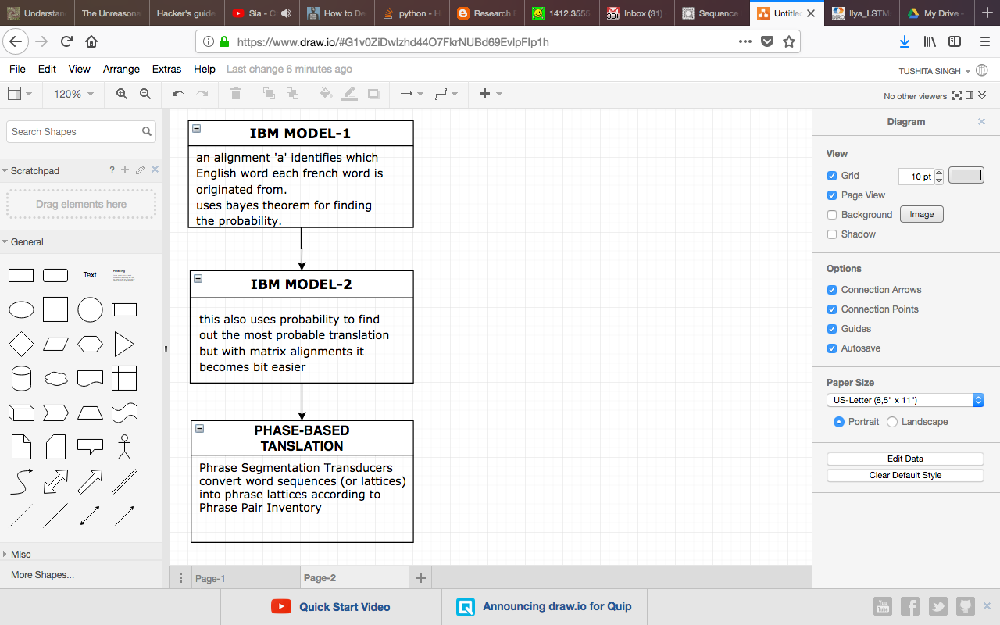 Understan
The Unreasona
Hacker's guide
Sia - C
How to De
python - H
Research
1412.3555
30+
Inbox (31)
Sequence
Untitle
Ilya_LSTM
My Drive -
https://www.draw.io/#G1v0ZiDwIzhd44O7FkrNUBd69EvlpFIp1h
File Edit View Arrange Extras Help Last change 6 minutes ago
TUSHITA SINGH
120%
No other viewers
Search Shapes
Scratchpad
?
Drag elements here
General
Text
Heading
Misc
More Shapes...
IBM MODEL-1
an alignment 'a' identifies which
English word each french word is
originated from.
uses bayes theorem for finding
the probability.
IBM MODEL-2
this also uses probability to find
out the most probable translation
but with matrix alignments it
becomes bit easier
PHASE-BASED
TANSLATION
Phrase Segmentation Transducers
convert word sequences (or lattices)
into phrase lattices according to
Phrase Pair Inventory
Diagram
View
Grid
10 pt
Page View
Background
Image
Shadow
Options
Connection Arrows
Connection Points
Guides
Autosave
Paper Size
US-Letter (8,5" x 11")
Portrait
Landscape
Edit Data
Clear Default Style
Page-1
Page-2
Quick Start Video
Announcing draw.io for Quip
You
Tube